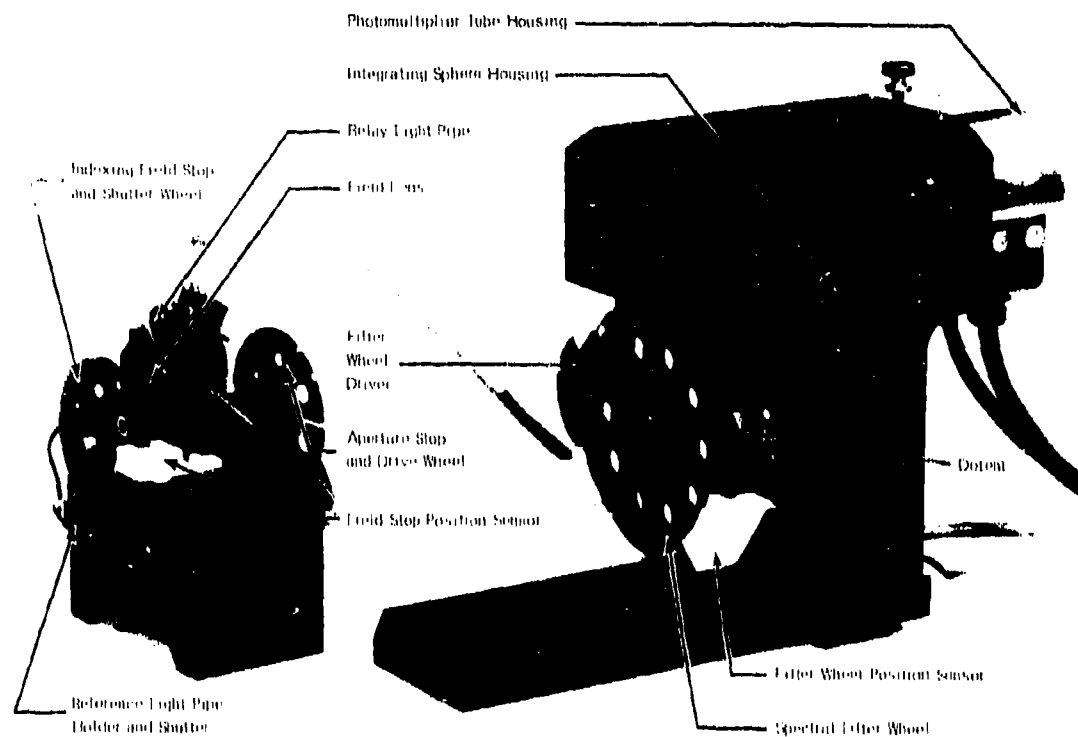 Photomultiplier Tube Housing
Integrating Sphere Housing
Relay Light Pipe
Indexing Field Stop
and Shutter Wheel
Field Lens
Filter
Wheel
Driver
Aperture Stop
and Drive Wheel
Detent
Field Stop Position Sensor
Filter Wheel Position Sensor
Reference Light Pipe
Holder and Shutter
Spectral Filter Wheel